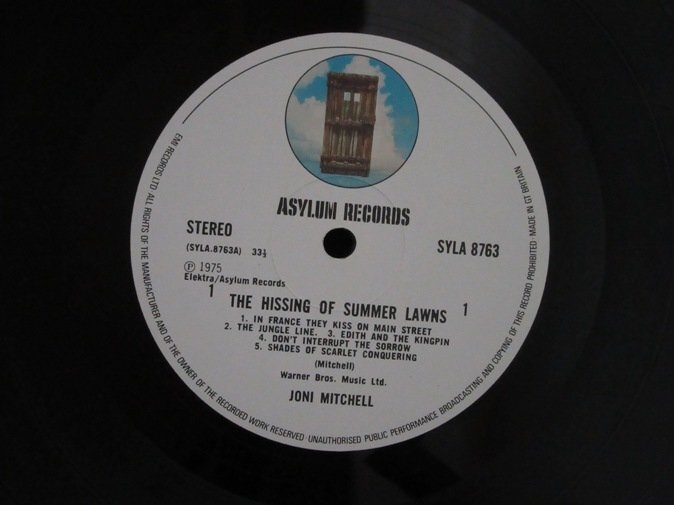 ASYLUM RECORDS
STEREO
SYLA 8763
(SYLA.8763A) 33⅓
Ⓟ 1975
Elektra/Asylum Records
1 THE HISSING OF SUMMER LAWNS 1
1. IN FRANCE THEY KISS ON MAIN STREET
2. THE JUNGLE LINE. 3. EDITH AND THE KINGPIN
4. DON'T INTERRUPT THE SORROW
5. SHADES OF SCARLET CONQUERING
(Mitchell)
Warner Bros. Music Ltd.
JONI MITCHELL
EMI RECORDS LTD. ALL RIGHTS OF THE MANUFACTURER AND OF THE OWNER OF THE RECORDED WORK RESERVED · UNAUTHORISED PUBLIC PERFORMANCE BROADCASTING AND COPYING OF THIS RECORD PROHIBITED · MADE IN GT BRITAIN